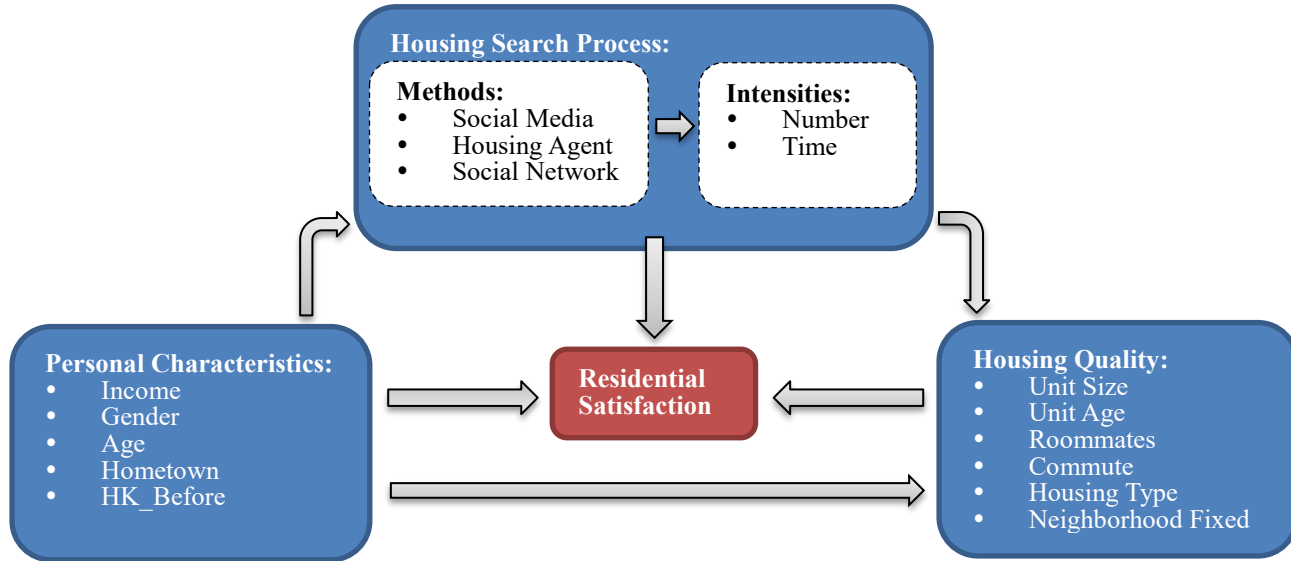 Housing Search Process:
Methods:
• Social Media
• Housing Agent
• Social Network
Intensities:
• Number
• Time
Personal Characteristics:
• Income
• Gender
• Age
• Hometown
• HK_Before
Residential
Satisfaction
Housing Quality:
• Unit Size
• Unit Age
• Roommates
• Commute
• Housing Type
• Neighborhood Fixed